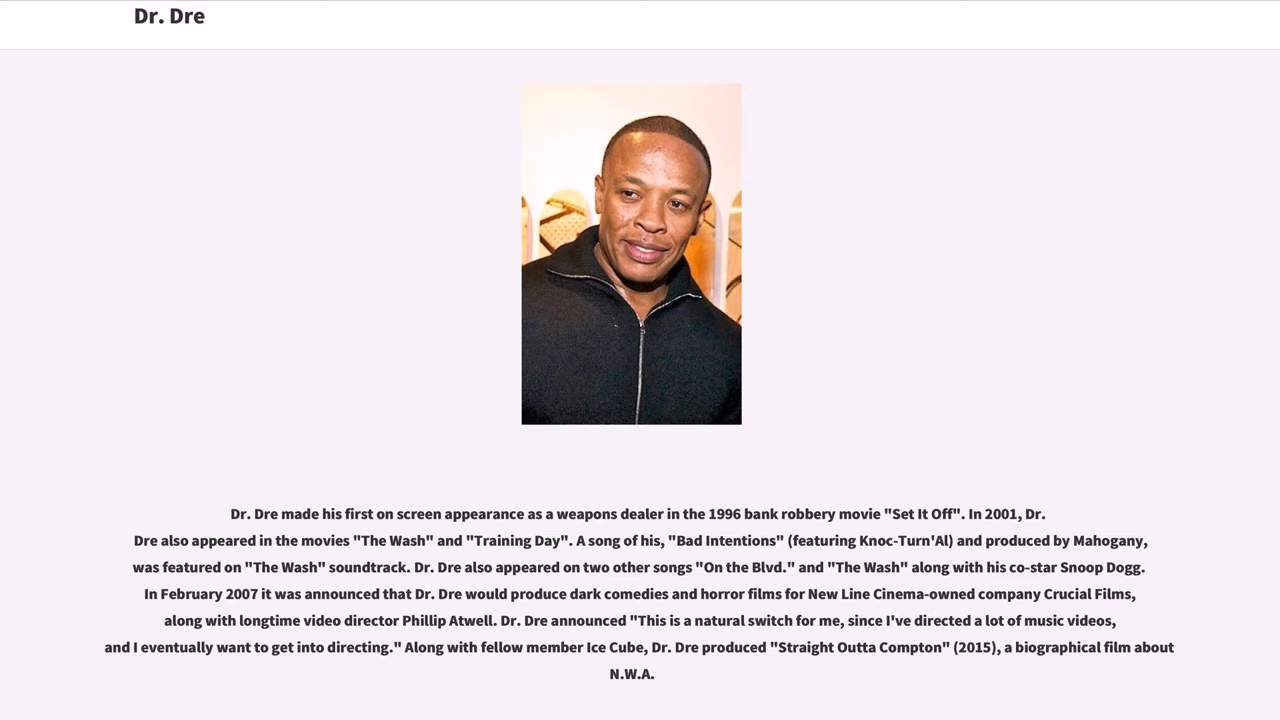 Dr. Dre
Dr. Dre made his first on screen appearance as a weapons dealer in the 1996 bank robbery movie "Set It Off". In 2001, Dr.
Dre also appeared in the movies "The Wash" and "Training Day". A song of his, "Bad Intentions" (featuring Knoc-Turn'Al) and produced by Mahogany,
was featured on "The Wash" soundtrack. Dr. Dre also appeared on two other songs "On the Blvd." and "The Wash" along with his co-star Snoop Dogg.
In February 2007 it was announced that Dr. Dre would produce dark comedies and horror films for New Line Cinema-owned company Crucial Films,
along with longtime video director Phillip Atwell. Dr. Dre announced "This is a natural switch for me, since I've directed a lot of music videos,
and I eventually want to get into directing." Along with fellow member Ice Cube, Dr. Dre produced "Straight Outta Compton" (2015), a biographical film about
N.W.A.